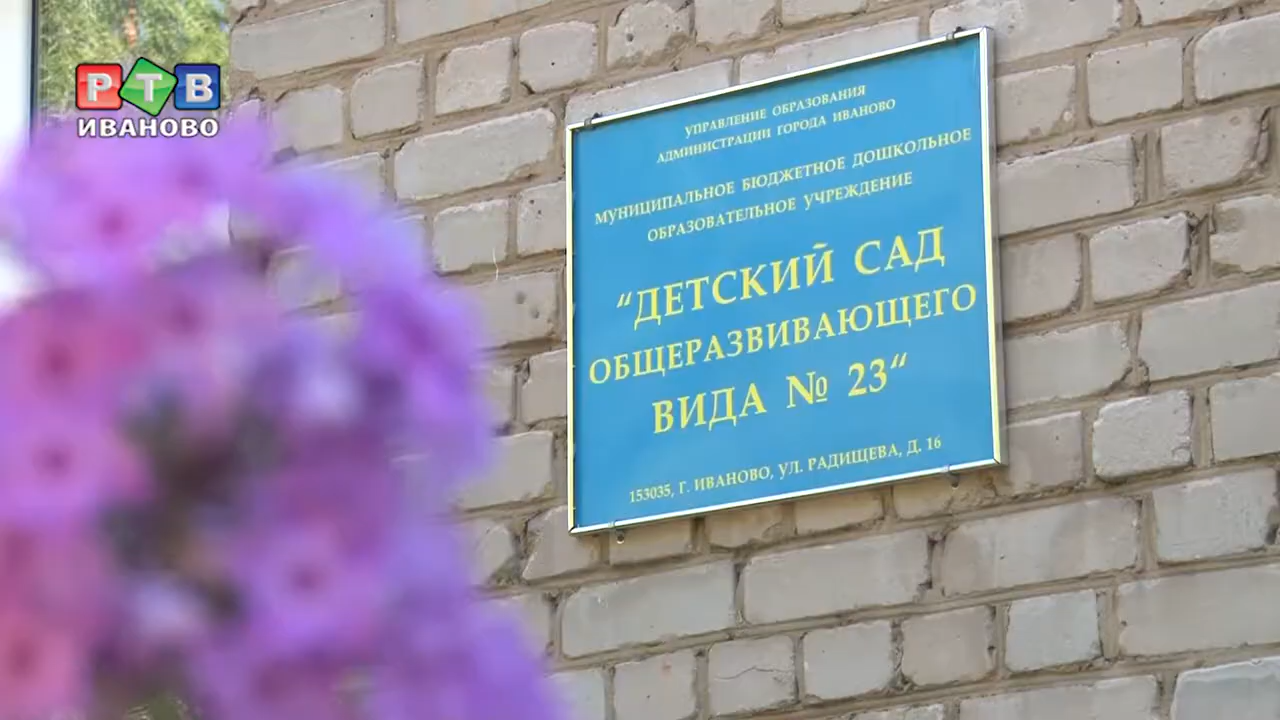 РТВ
ИВАНОВО
УПРАВЛЕНИЕ ОБРАЗОВАНИЯ
АДМИНИСТРАЦИИ ГОРОДА ИВАНОВО
МУНИЦИПАЛЬНОЕ БЮДЖЕТНОЕ ДОШКОЛЬНОЕ
ОБРАЗОВАТЕЛЬНОЕ УЧРЕЖДЕНИЕ
“ДЕТСКИЙ САД
ОБЩЕРАЗВИВАЮЩЕГО
ВИДА № 23“
153035, Г. ИВАНОВО, УЛ. РАДИЩЕВА, Д. 16